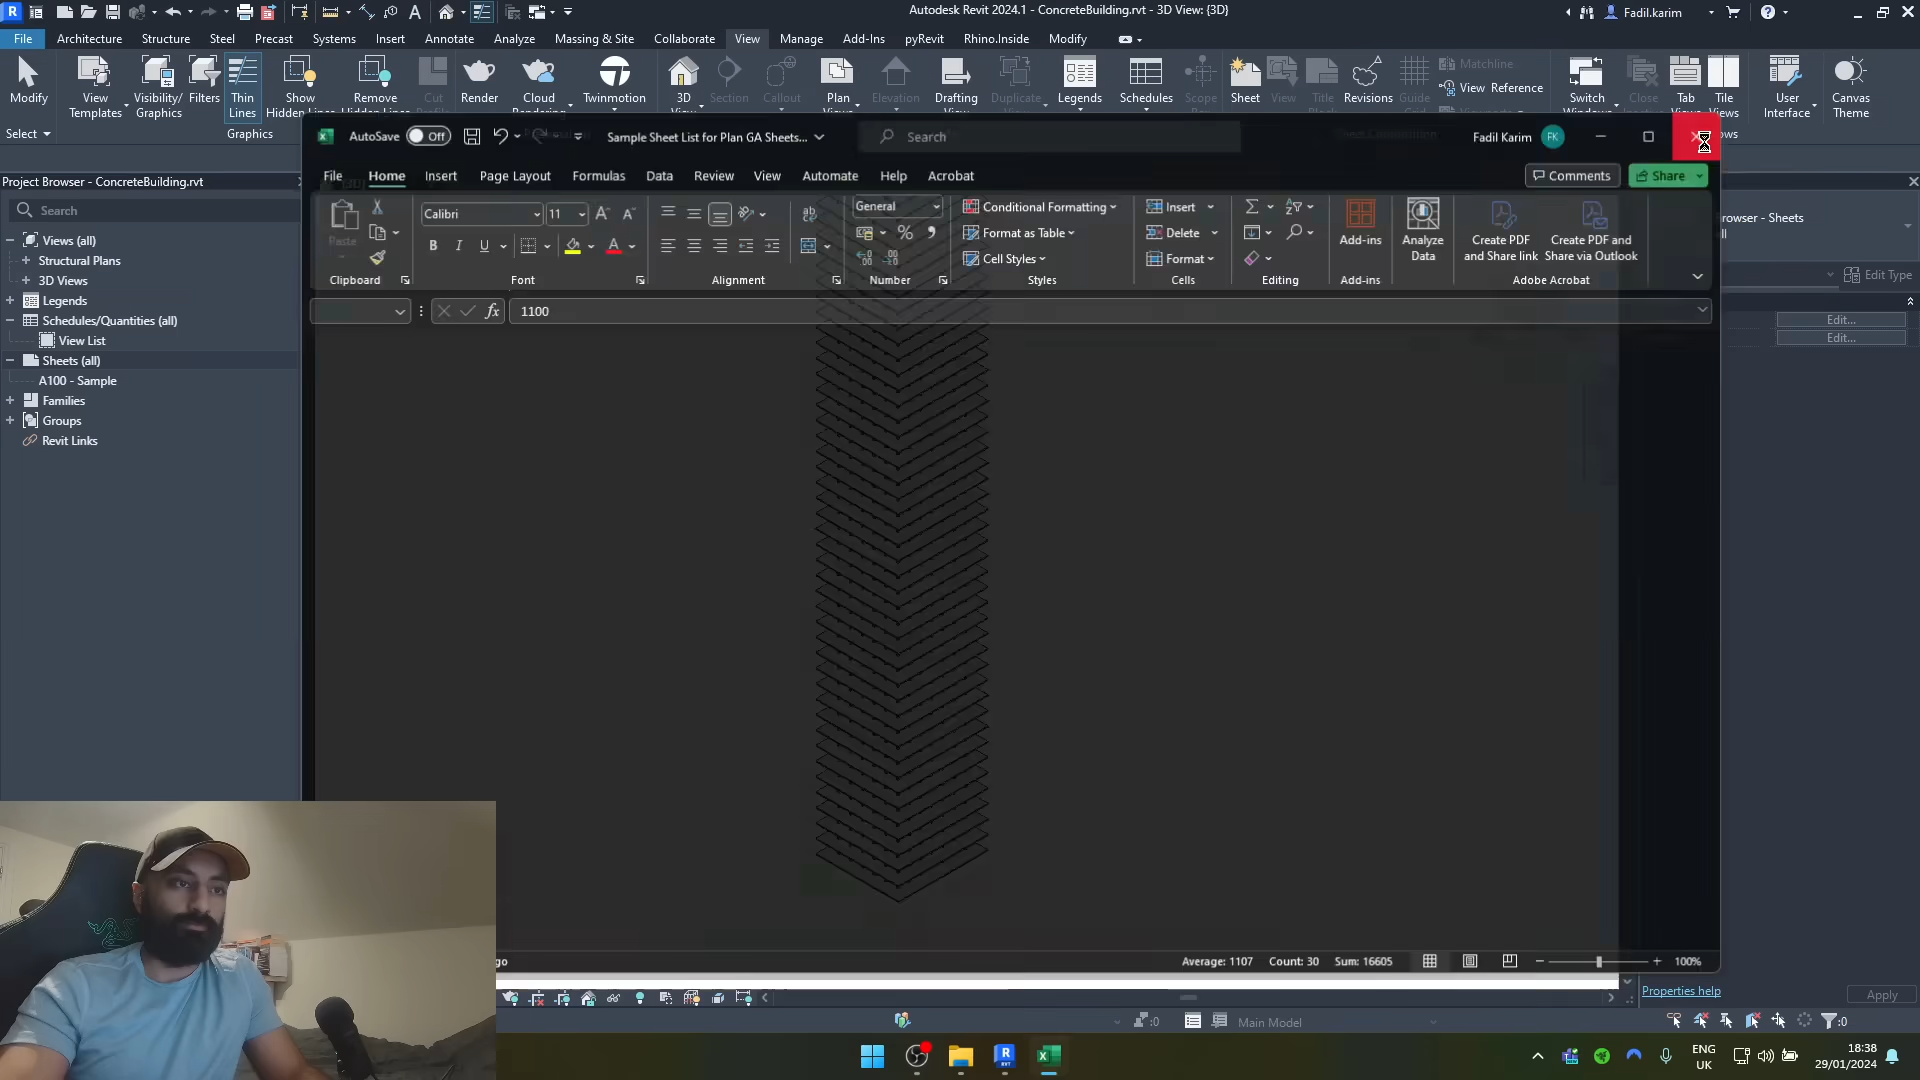 Autodesk Revit 2024.1 - ConcreteBuilding.rvt - 3D View: {3D}
Fadil.karim
File Architecture Structure Steel Precast Systems Insert Annotate Analyze Massing & Site Collaborate View Manage Add-Ins pyRevit Rhino.Inside Modify
Modify
View Templates
Visibility/ Graphics
Filters
Thin Lines
Show
Remove
Cut
Render
Cloud
Twinmotion
3D
Section
Callout
Plan
Elevation
Drafting
Duplicate
Legends
Schedules
Scope
Sheet
View
Title
Revisions
Guide
Matchline
View Reference
Switch
Close
Tab
Tile
User Interface
Canvas Theme
Select
Graphics
Project Browser - ConcreteBuilding.rvt
Search
Views (all)
Structural Plans
3D Views
Legends
Schedules/Quantities (all)
View List
Sheets (all)
A100 - Sample
Families
Groups
Revit Links
AutoSave Off
Sample Sheet List for Plan GA Sheets...
Search
Fadil Karim FK
File Home Insert Page Layout Formulas Data Review View Automate Help Acrobat
Comments
Share
Paste
Calibri 11
B I U
General
Conditional Formatting
Format as Table
Cell Styles
Insert
Delete
Format
Add-ins
Analyze Data
Create PDF and Share link
Create PDF and Share via Outlook
Clipboard Font Alignment Number Styles Cells Editing Add-ins Adobe Acrobat
fx 1100
rowser - Sheets
Edit Type
Edit...
Edit...
go
Average: 1107 Count: 30 Sum: 16605
100%
Properties help
Apply
:0
Main Model
:0
ENG
UK
18:38
29/01/2024